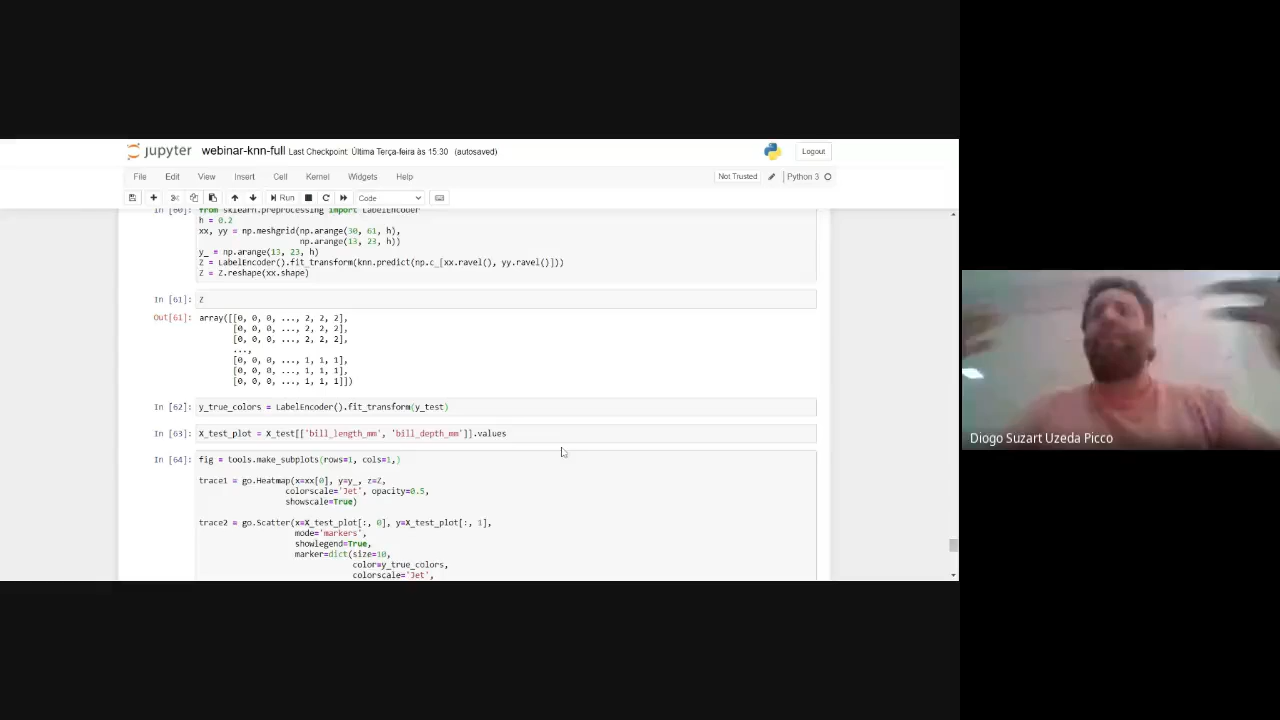 jupyter webinar-knn-full Last Checkpoint: Última Terça-feira às 15:30 (autosaved)
Logout
File Edit View Insert Cell Kernel Widgets Help
Not Trusted
Python 3
Run
Code
In [60]: from sklearn.preprocessing import LabelEncoder
h = 0.2
xx, yy = np.meshgrid(np.arange(30, 61, h),
np.arange(13, 23, h))
y_ = np.arange(13, 23, h)
Z = LabelEncoder().fit_transform(knn.predict(np.c_[xx.ravel(), yy.ravel()]))
Z = Z.reshape(xx.shape)
In [61]: Z
Out[61]: array([[0, 0, 0, ..., 2, 2, 2],
[0, 0, 0, ..., 2, 2, 2],
[0, 0, 0, ..., 2, 2, 2],
...,
[0, 0, 0, ..., 1, 1, 1],
[0, 0, 0, ..., 1, 1, 1],
[0, 0, 0, ..., 1, 1, 1]])
In [62]: y_true_colors = LabelEncoder().fit_transform(y_test)
In [63]: X_test_plot = X_test[['bill_length_mm', 'bill_depth_mm']].values
In [64]: fig = tools.make_subplots(rows=1, cols=1,)
trace1 = go.Heatmap(x=xx[0], y=y_, z=Z,
colorscale='Jet', opacity=0.5,
showscale=True)
trace2 = go.Scatter(x=X_test_plot[:, 0], y=X_test_plot[:, 1],
mode='markers',
showlegend=True,
marker=dict(size=10,
color=y_true_colors,
colorscale='Jet',
Diogo Suzart Uzeda Picco